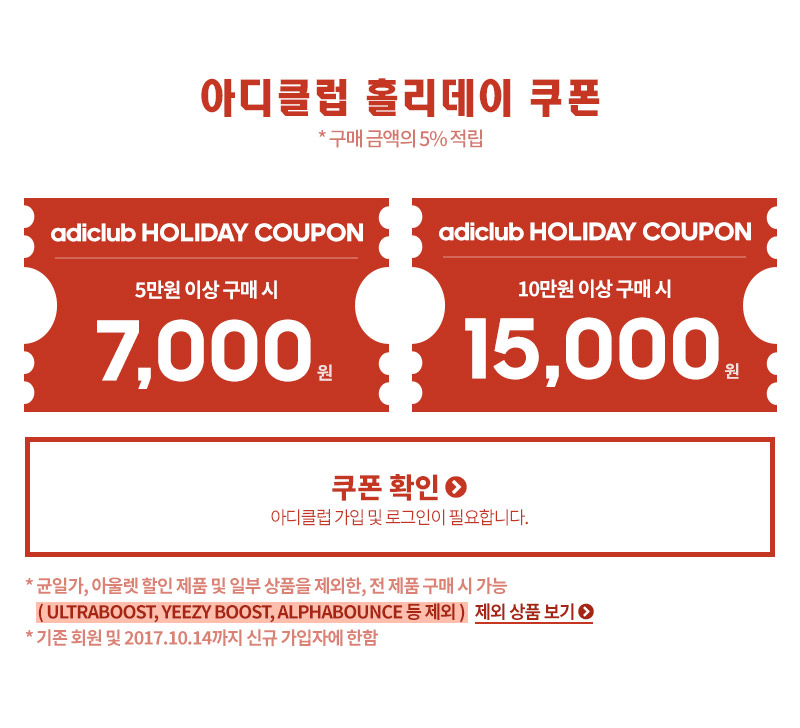 아디클럽 홀리데이 쿠폰
* 구매 금액의 5% 적립
adiclub HOLIDAY COUPON
5만원 이상 구매 시
7,000원
adiclub HOLIDAY COUPON
10만원 이상 구매 시
15,000원
쿠폰 확인
아디클럽 가입 및 로그인이 필요합니다.
* 균일가, 아울렛 할인 제품 및 일부 상품을 제외한, 전 제품 구매 시 가능
( ULTRABOOST, YEEZY BOOST, ALPHABOUNCE 등 제외 ) 제외 상품 보기
* 기존 회원 및 2017.10.14까지 신규 가입자에 한함